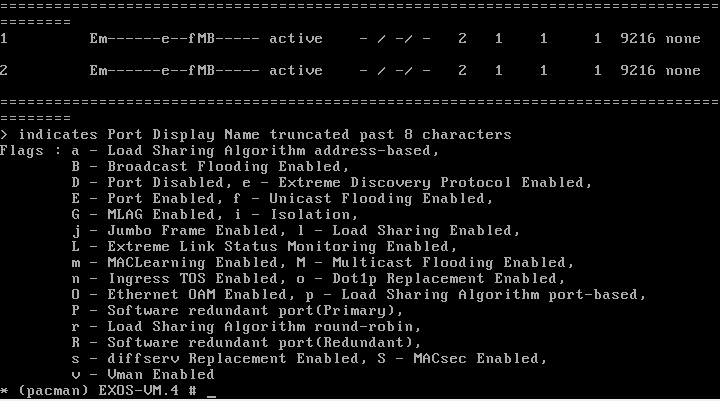 ================================================================================
========
1         Em------e--fMB----- active    - / -/ -   2   1    1     1  9216 none
2         Em------e--fMB----- active    - / -/ -   2   1    1     1  9216 none
================================================================================
========
> indicates Port Display Name truncated past 8 characters
Flags : a - Load Sharing Algorithm address-based,
        B - Broadcast Flooding Enabled,
        D - Port Disabled, e - Extreme Discovery Protocol Enabled,
        E - Port Enabled, f - Unicast Flooding Enabled,
        G - MLAG Enabled, i - Isolation,
        j - Jumbo Frame Enabled, l - Load Sharing Enabled,
        L - Extreme Link Status Monitoring Enabled,
        m - MACLearning Enabled, M - Multicast Flooding Enabled,
        n - Ingress TOS Enabled, o - Dot1p Replacement Enabled,
        O - Ethernet OAM Enabled, p - Load Sharing Algorithm port-based,
        P - Software redundant port(Primary),
        r - Load Sharing Algorithm round-robin,
        R - Software redundant port(Redundant),
        s - diffserv Replacement Enabled, S - MACsec Enabled,
        v - Vman Enabled
* (pacman) EXOS-VM.4 # _